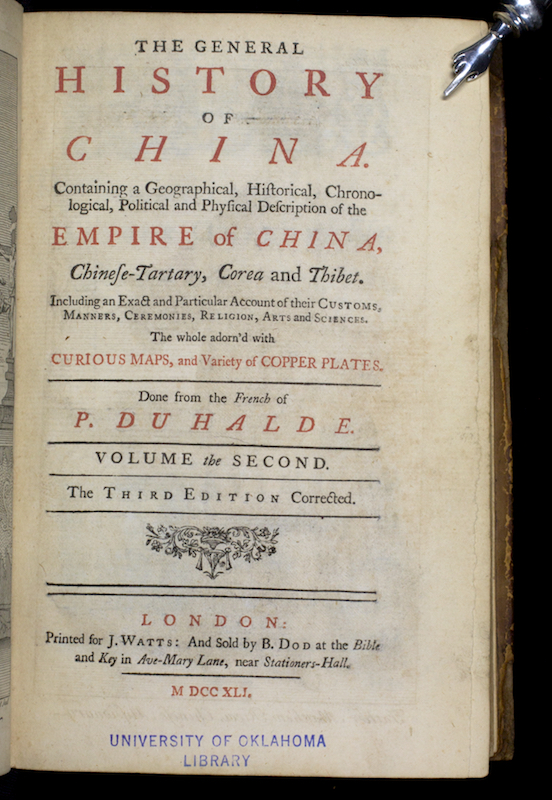 THE GENERAL
HISTORY
OF
CHINA.
Containing a Geographical, Hiſtorical, Chrono-
logical, Political and Phyſical Deſcription of the
EMPIRE of CHINA,
Chineſe-Tartary, Corea and Thibet.
Including an Exact and Particular Account of their CUSTOMS,
MANNERS, CEREMONIES, RELIGION, ARTS and SCIENCES.
The whole adorn'd with
CURIOUS MAPS, and Variety of COPPER PLATES.
Done from the French of
P. DU HALDE.
VOLUME the SECOND.
The THIRD EDITION Corrected.
LONDON:
Printed for J. WATTS: And Sold by B. DOD at the Bible
and Key in Ave-Mary Lane, near Stationers-Hall.
M DCC XLI.
UNIVERSITY OF OKLAHOMA
LIBRARY